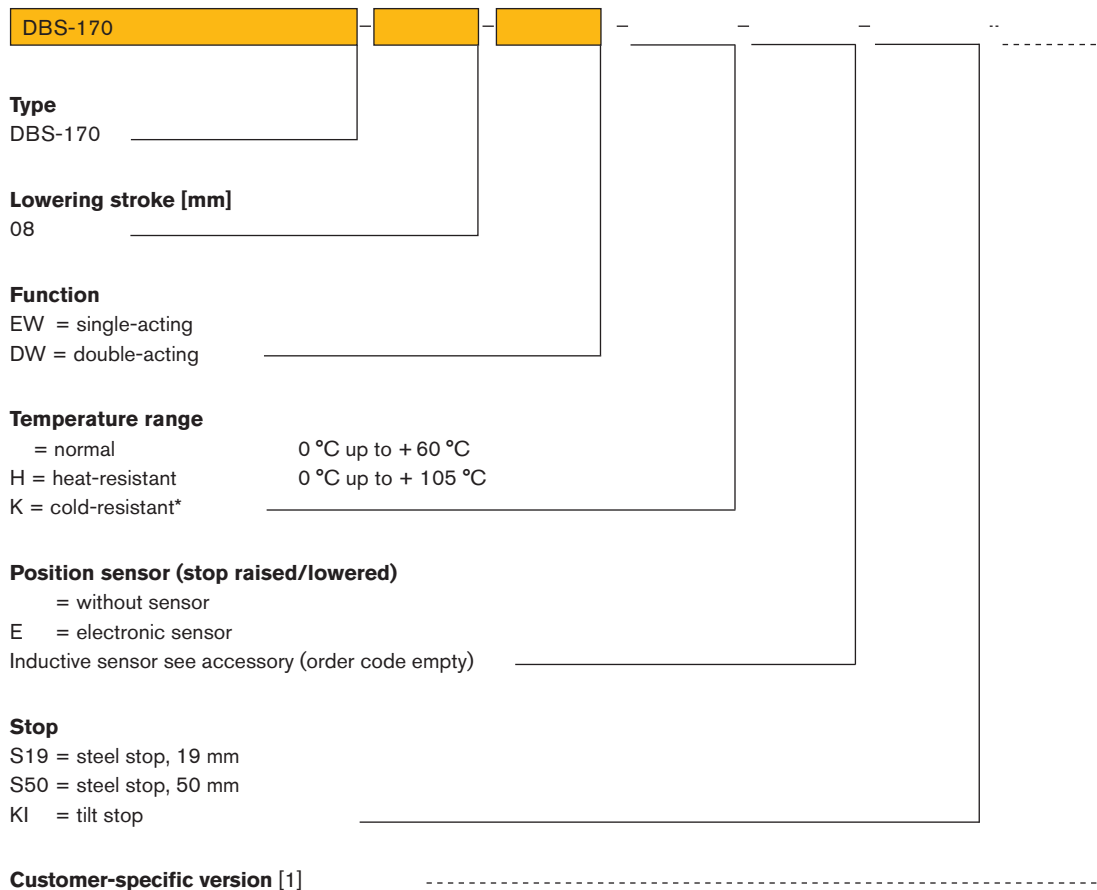 DBS-170 – – – – – --
Type
DBS-170
Lowering stroke [mm]
08
Function
EW = single-acting
DW = double-acting
Temperature range
= normal 0 °C up to + 60 °C
H = heat-resistant 0 °C up to + 105 °C
K = cold-resistant*
Position sensor (stop raised/lowered)
= without sensor
E = electronic sensor
Inductive sensor see accessory (order code empty)
Stop
S19 = steel stop, 19 mm
S50 = steel stop, 50 mm
KI = tilt stop
Customer-specific version [1]